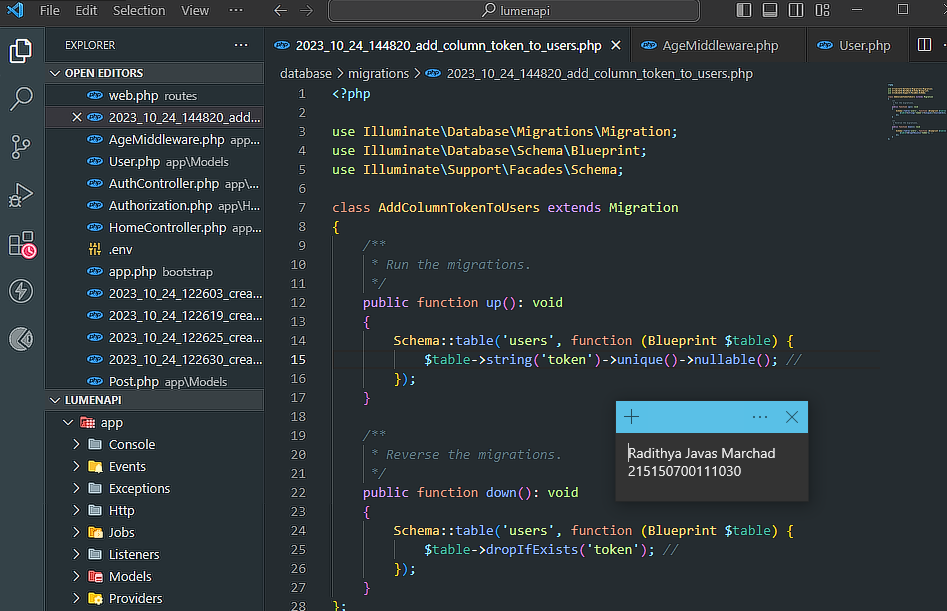 File Edit Selection View ··· lumenapi
EXPLORER ···
OPEN EDITORS
web.php routes
2023_10_24_144820_add...
AgeMiddleware.php app...
User.php app\Models
AuthController.php app\...
Authorization.php app\H...
HomeController.php app...
.env
app.php bootstrap
2023_10_24_122603_crea...
2023_10_24_122619_crea...
2023_10_24_122625_crea...
2023_10_24_122630_crea...
Post.php app\Models
LUMENAPI
app
Console
Events
Exceptions
Http
Jobs
Listeners
Models
Providers
2023_10_24_144820_add_column_token_to_users.php AgeMiddleware.php User.php
database > migrations > 2023_10_24_144820_add_column_token_to_users.php
1 <?php
2
3 use Illuminate\Database\Migrations\Migration;
4 use Illuminate\Database\Schema\Blueprint;
5 use Illuminate\Support\Facades\Schema;
6
7 class AddColumnTokenToUsers extends Migration
8 {
9 /**
10 * Run the migrations.
11 */
12 public function up(): void
13 {
14 Schema::table('users', function (Blueprint $table) {
15 $table->string('token')->unique()->nullable(); //
16 });
17 }
18
19 /**
20 * Reverse the migrations.
21 */
22 public function down(): void
23 {
24 Schema::table('users', function (Blueprint $table) {
25 $table->dropIfExists('token'); //
26 });
27 }
28 };
Radithya Javas Marchad
215150700111030